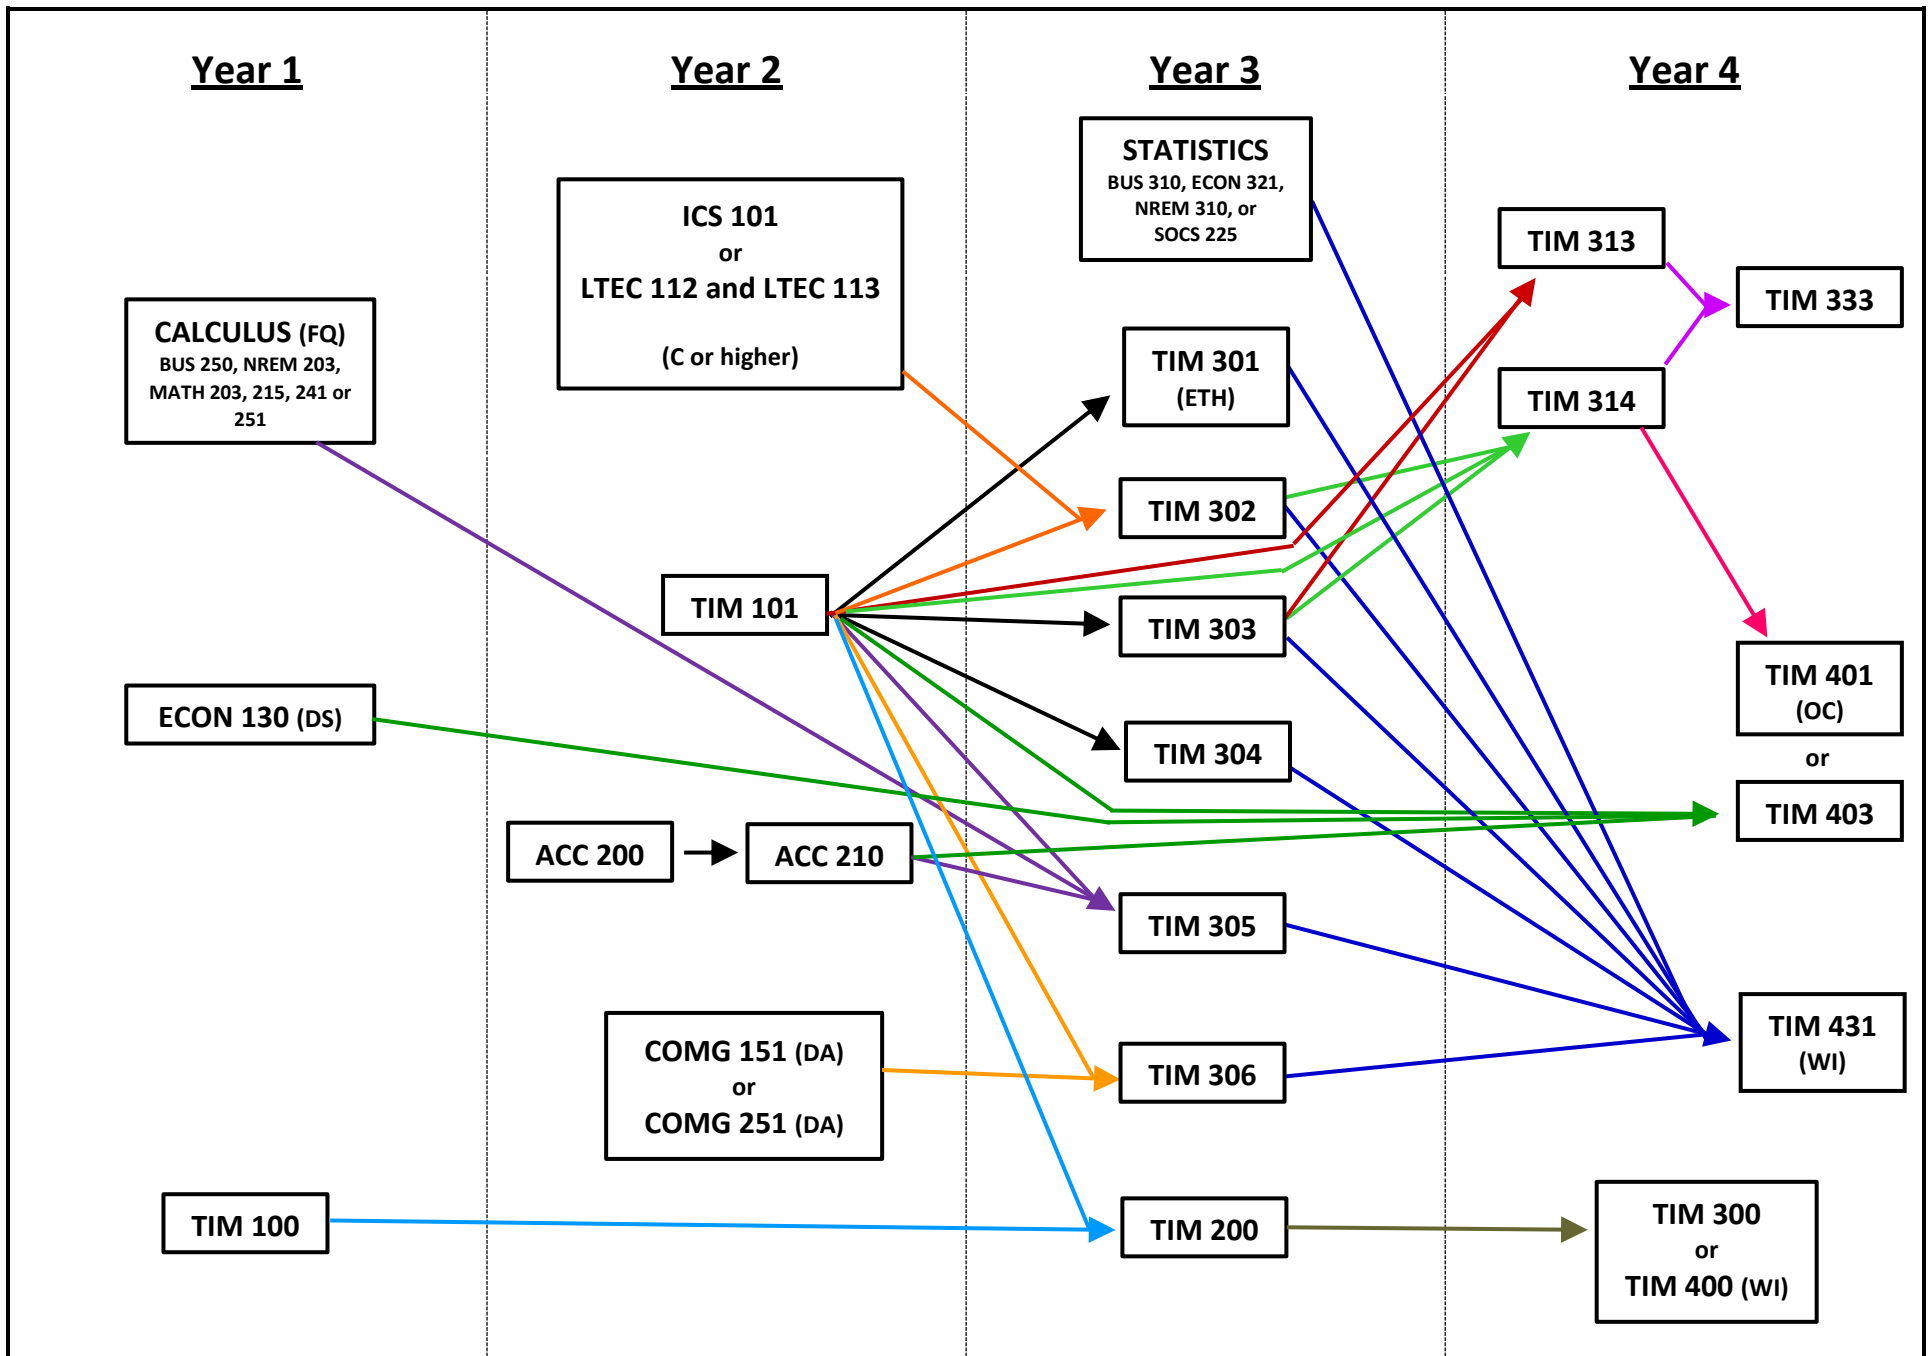 Year 1
CALCULUS (FQ)
BUS 250, NREM 203,
MATH 203, 215, 241 or
251
ECON 130 (DS)
TIM 100
Year 2
ICS 101
or
LTEC 112 and LTEC 113
(C or higher)
TIM 101
ACC 200
ACC 210
COMG 151 (DA)
or
COMG 251 (DA)
Year 3
STATISTICS
BUS 310, ECON 321,
NREM 310, or
SOCS 225
TIM 301
(ETH)
TIM 302
TIM 303
TIM 304
TIM 305
TIM 306
TIM 200
Year 4
TIM 313
TIM 333
TIM 314
TIM 401
(OC)
or
TIM 403
TIM 431
(WI)
TIM 300
or
TIM 400 (WI)